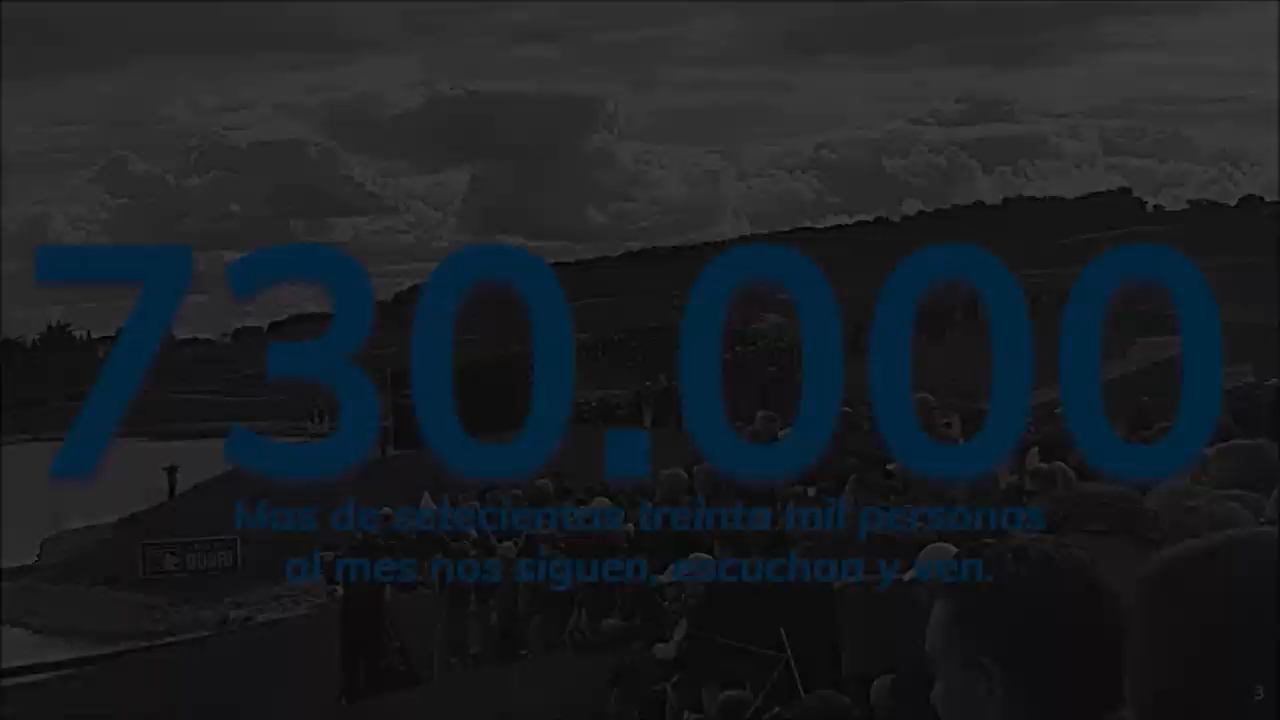 730.000
Mas de setecientas treinta mil personas
al mes nos siguen, escuchan y ven.
3